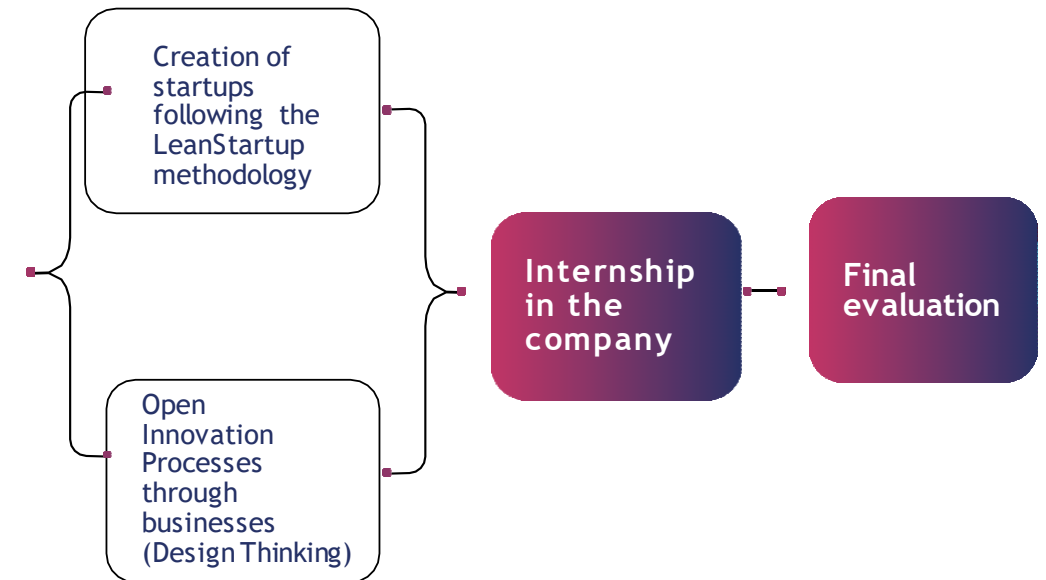 Creation of
startups
following the
LeanStartup
methodology
Open
Innovation
Processes
through
businesses
(Design Thinking)
Internship
in the
company
Final
evaluation